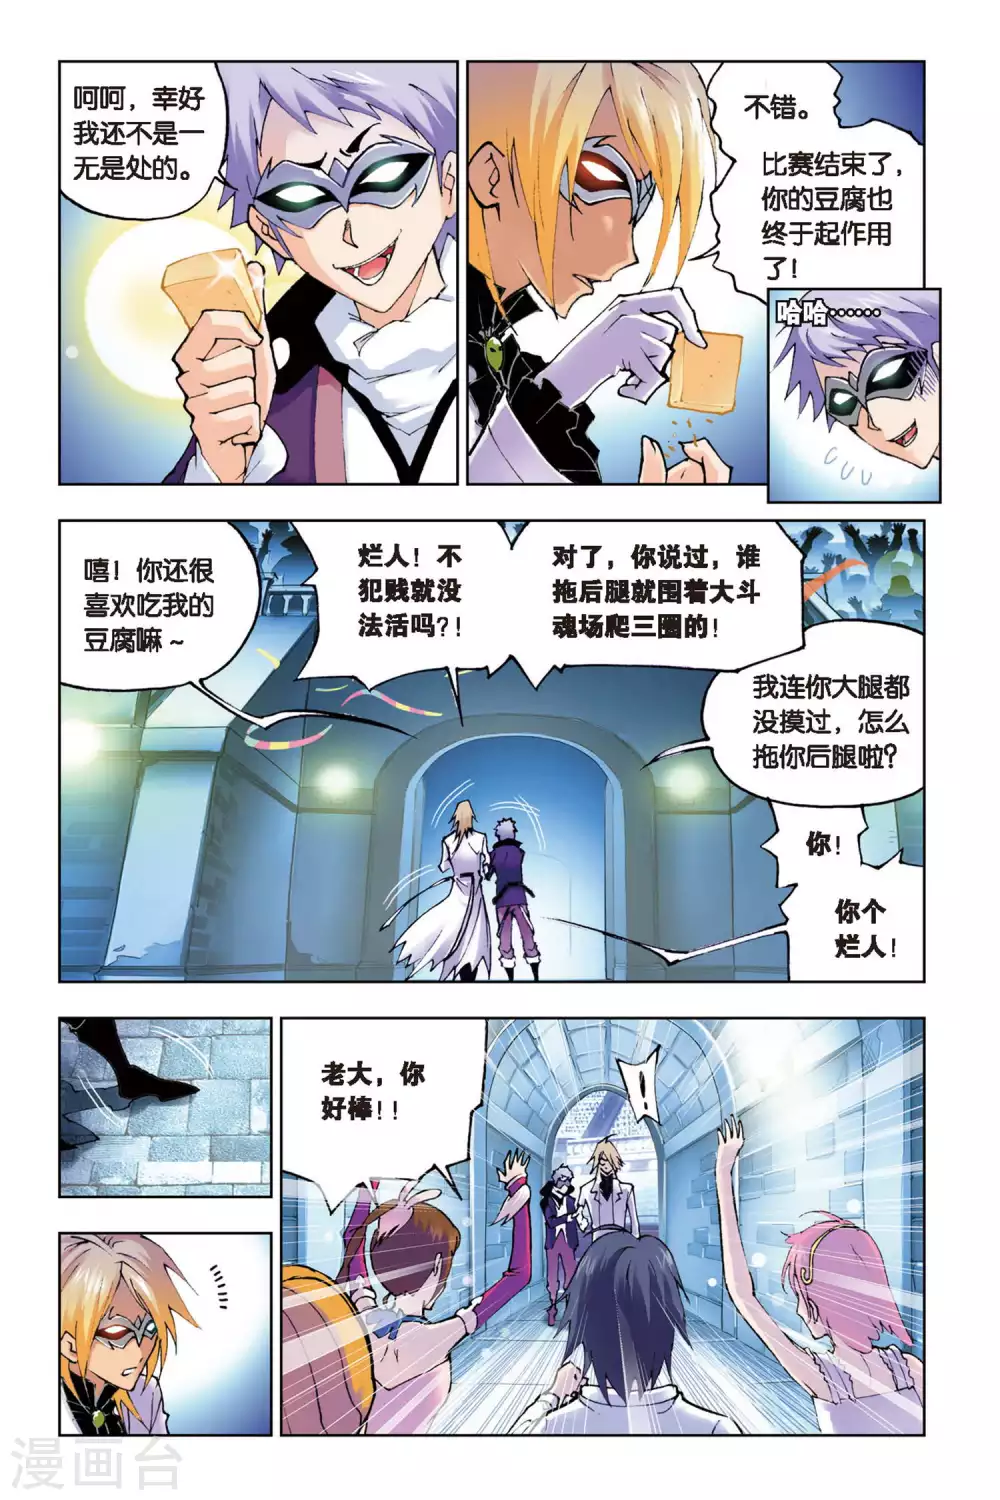 呵呵，幸好
我还不是一
无是处的。
不错。
比赛结束了，
你的豆腐也
终于起作用
了！
哈哈……
嘻！你还很
喜欢吃我的
豆腐嘛～
烂人！不
犯贱就没
法活吗？！
对了，你说过，谁
拖后腿就围着大斗
魂场爬三圈的！
我连你大腿都
没摸过，怎么
拖你后腿啦？
你！
你个
烂人！
老大，你
好棒！！
！
漫画台